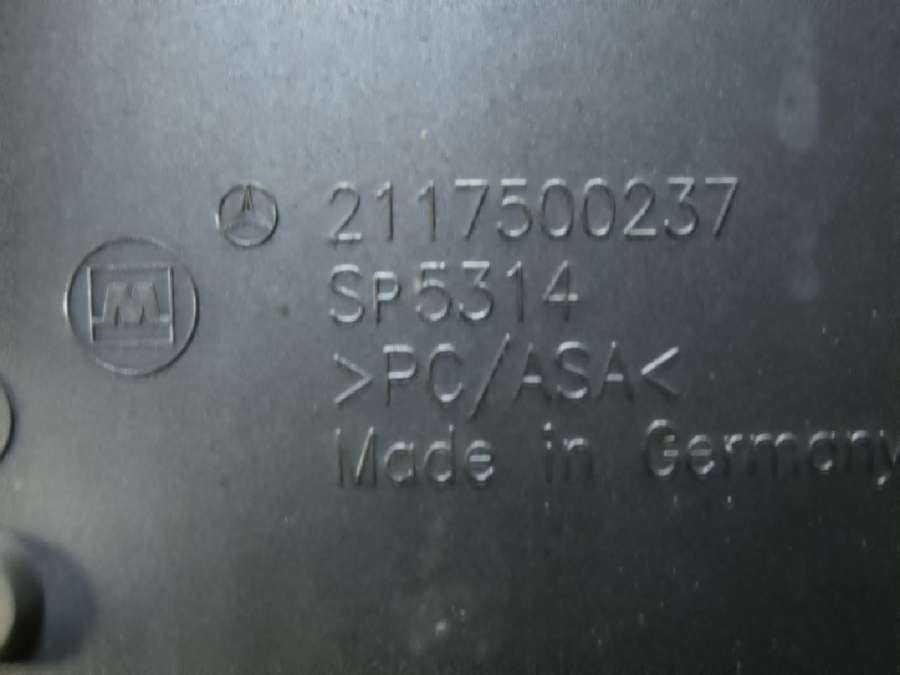 2117500237
SP5314
>PC/ASA<
Made in Germany
M